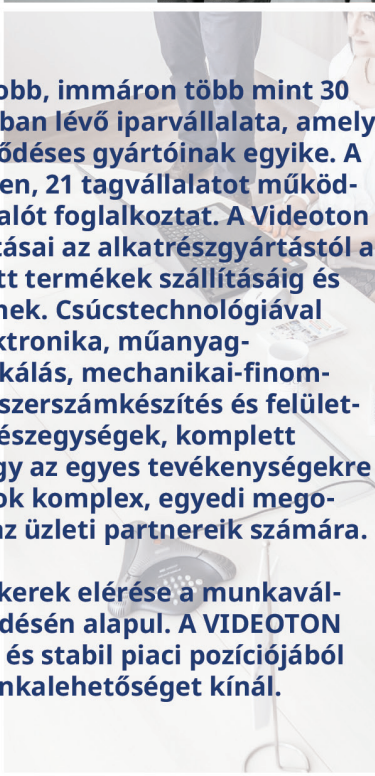 obb, immáron több mint 30
ban lévő iparvállalata, amely
ődéses gyártóinak egyike. A
en, 21 tagvállalatot működ-
alót foglalkoztat. A Videoton
tásai az alkatrészgyártástól a
tt termékek szállításáig és
nek. Csúcstechnológiával
ktronika, műanyag-
kálás, mechanikai-finom-
szerszámkészítés és felület-
észegységek, komplett
gy az egyes tevékenységekre
ok komplex, egyedi mego-
az üzleti partnereik számára.
kerek elérése a munkavál-
désén alapul. A VIDEOTON
és stabil piaci pozíciójából
nkalehetőséget kínál.